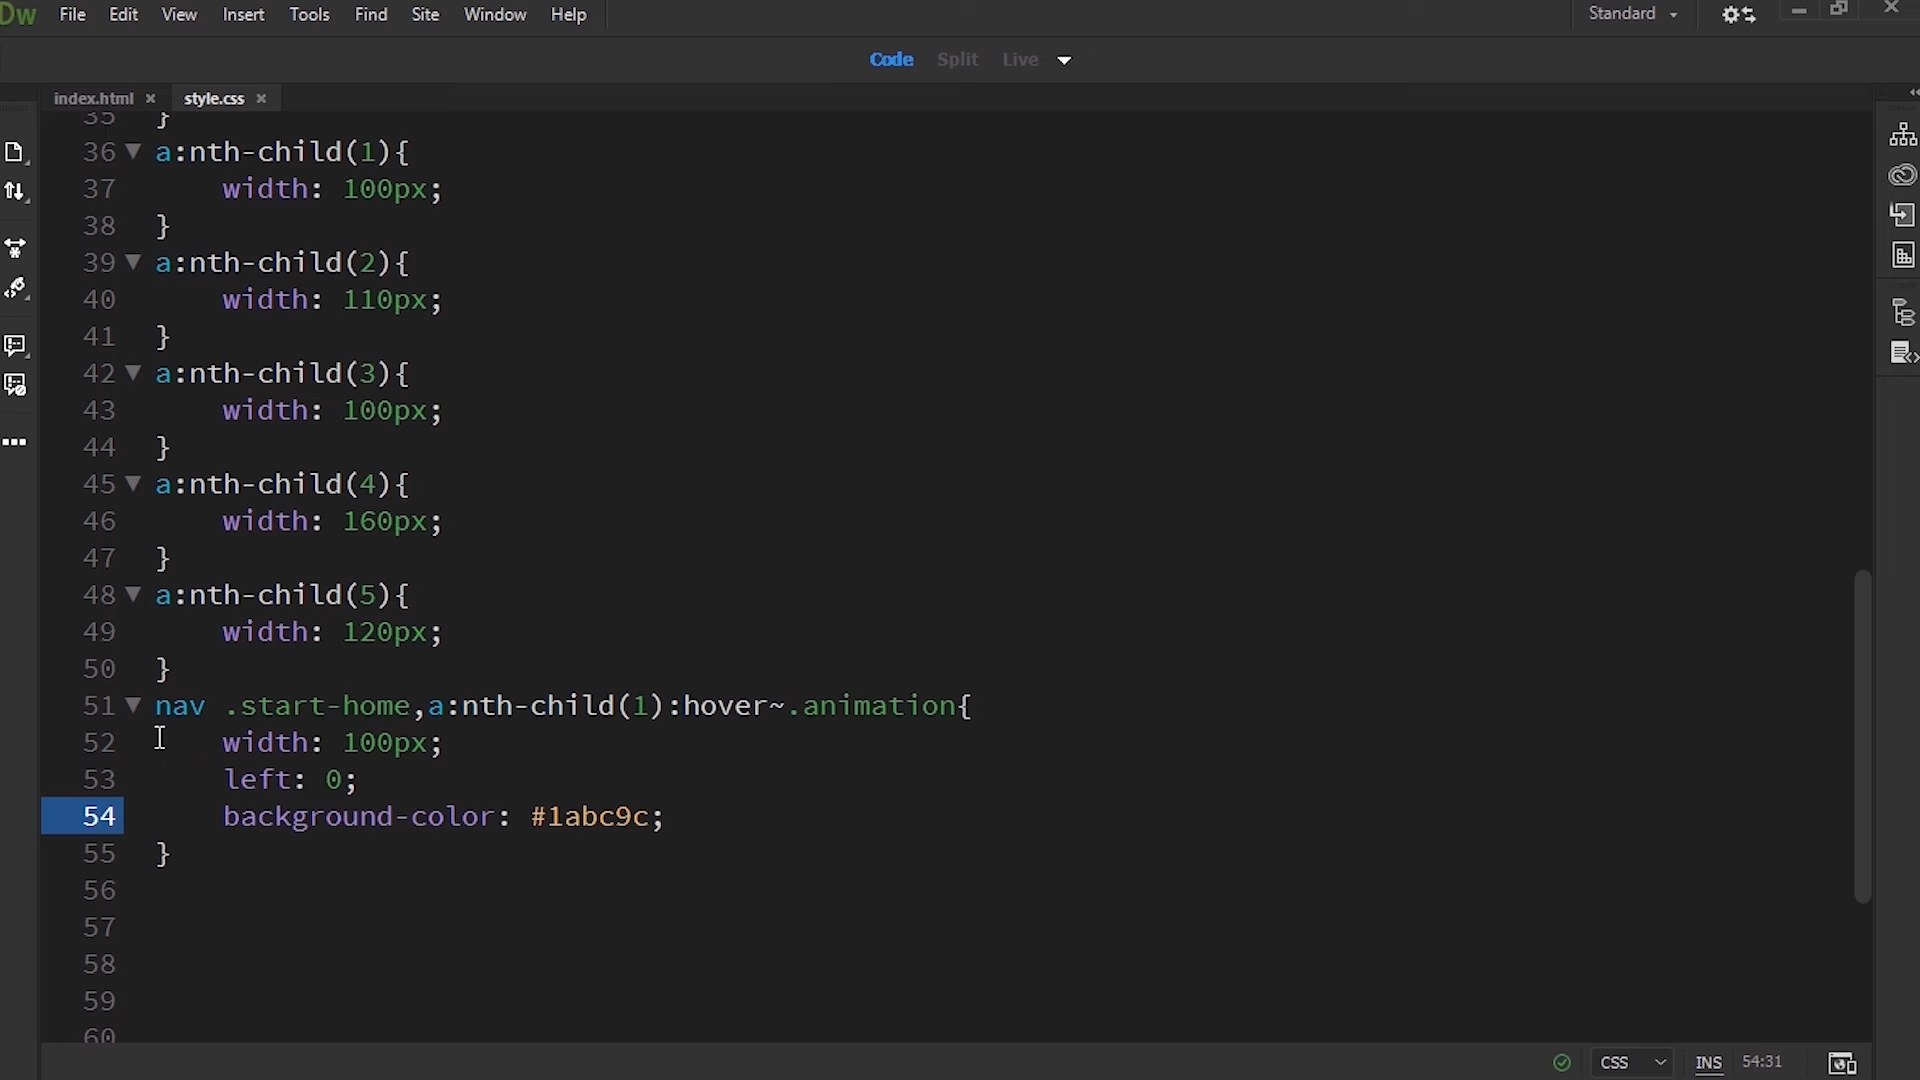 Dw File Edit View Insert Tools Find Site Window Help Standard
Code Split Live
index.html style.css
35 }
36 a:nth-child(1){
37 width: 100px;
38 }
39 a:nth-child(2){
40 width: 110px;
41 }
42 a:nth-child(3){
43 width: 100px;
44 }
45 a:nth-child(4){
46 width: 160px;
47 }
48 a:nth-child(5){
49 width: 120px;
50 }
51 nav .start-home,a:nth-child(1):hover~.animation{
52 width: 100px;
53 left: 0;
54 background-color: #1abc9c;
55 }
56
57
58
59
60
CSS INS 54:31